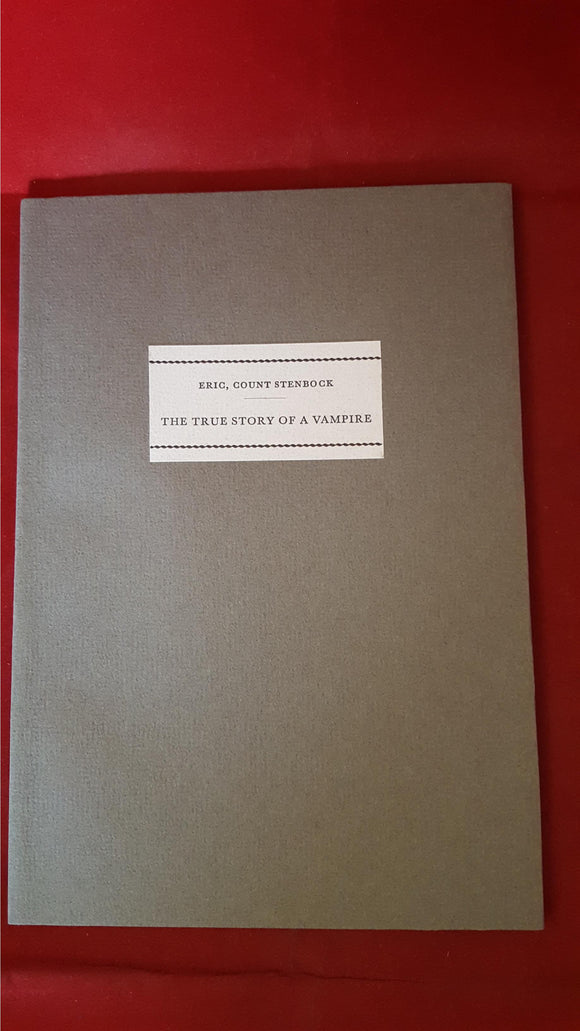 ERIC, COUNT STENBOCK
THE TRUE STORY OF A VAMPIRE